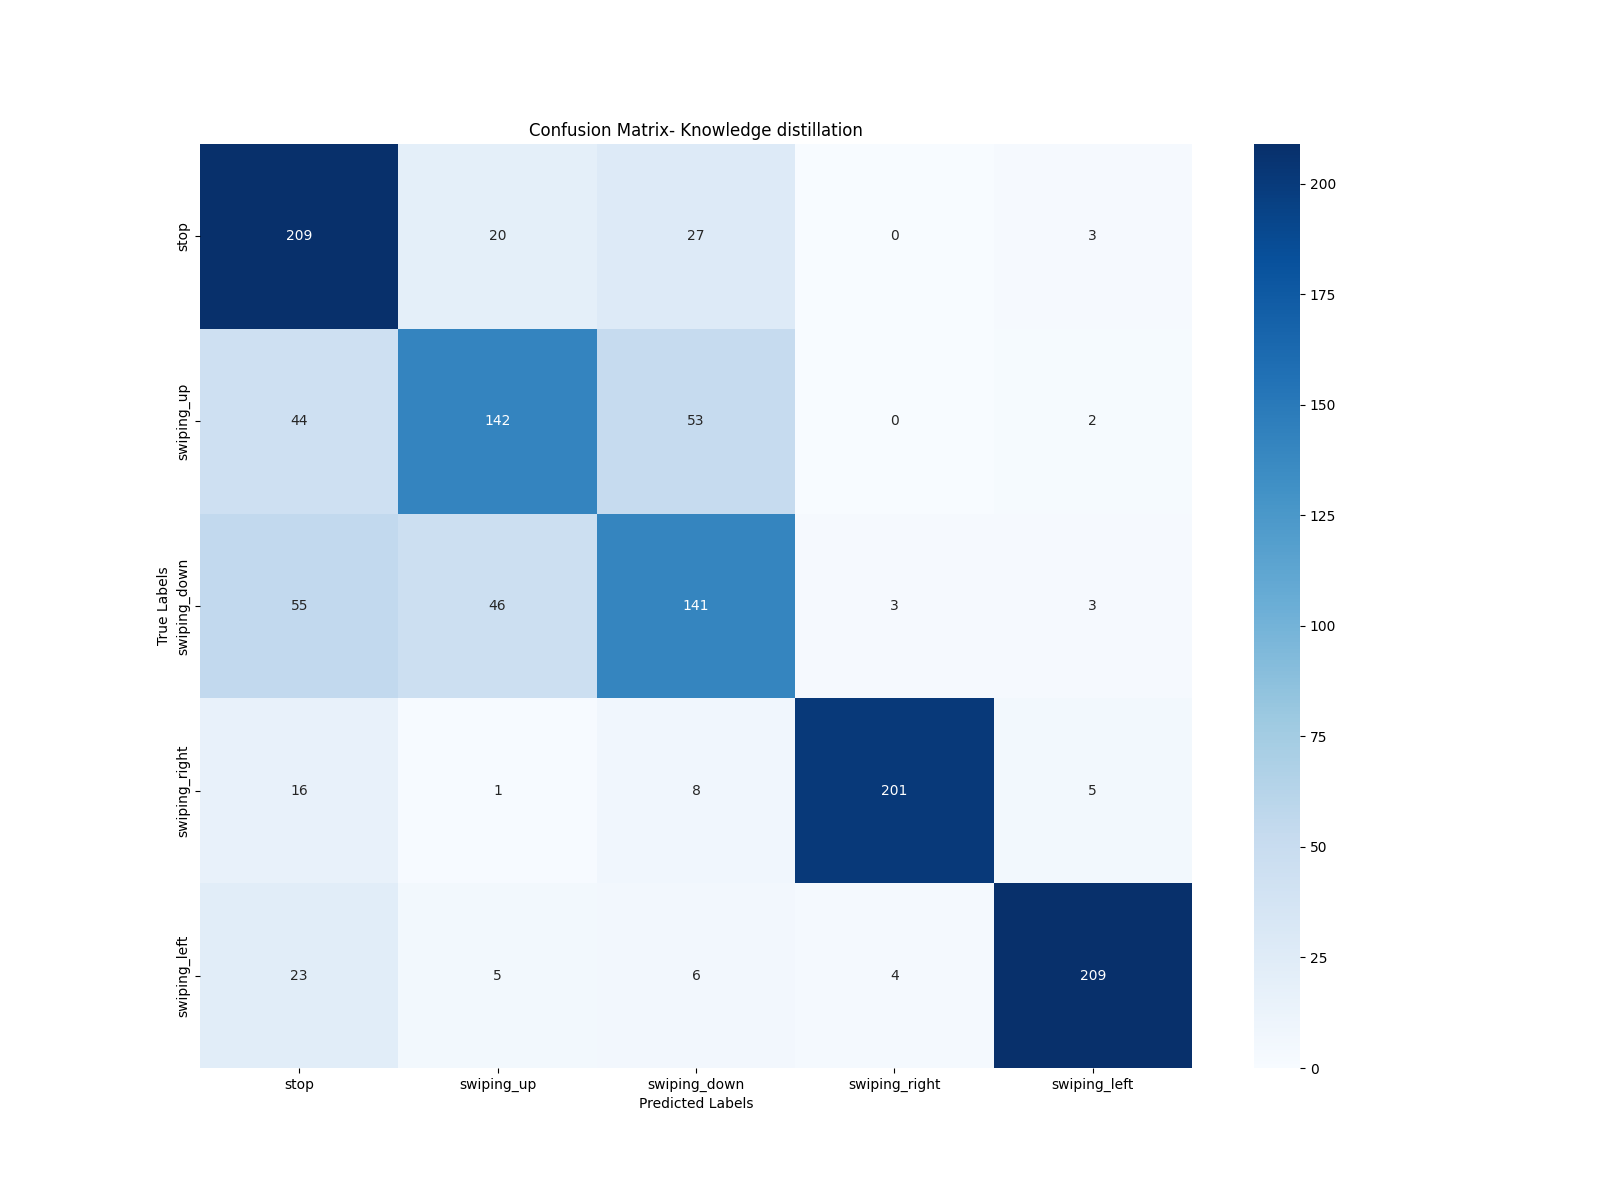 Confusion Matrix- Knowledge distillation
True Labels
stop 209 20 27 0 3
swiping_up 44 142 53 0 2
swiping_down 55 46 141 3 3
swiping_right 16 1 8 201 5
swiping_left 23 5 6 4 209
stop swiping_up swiping_down swiping_right swiping_left
Predicted Labels
200
175
150
125
100
75
50
25
0